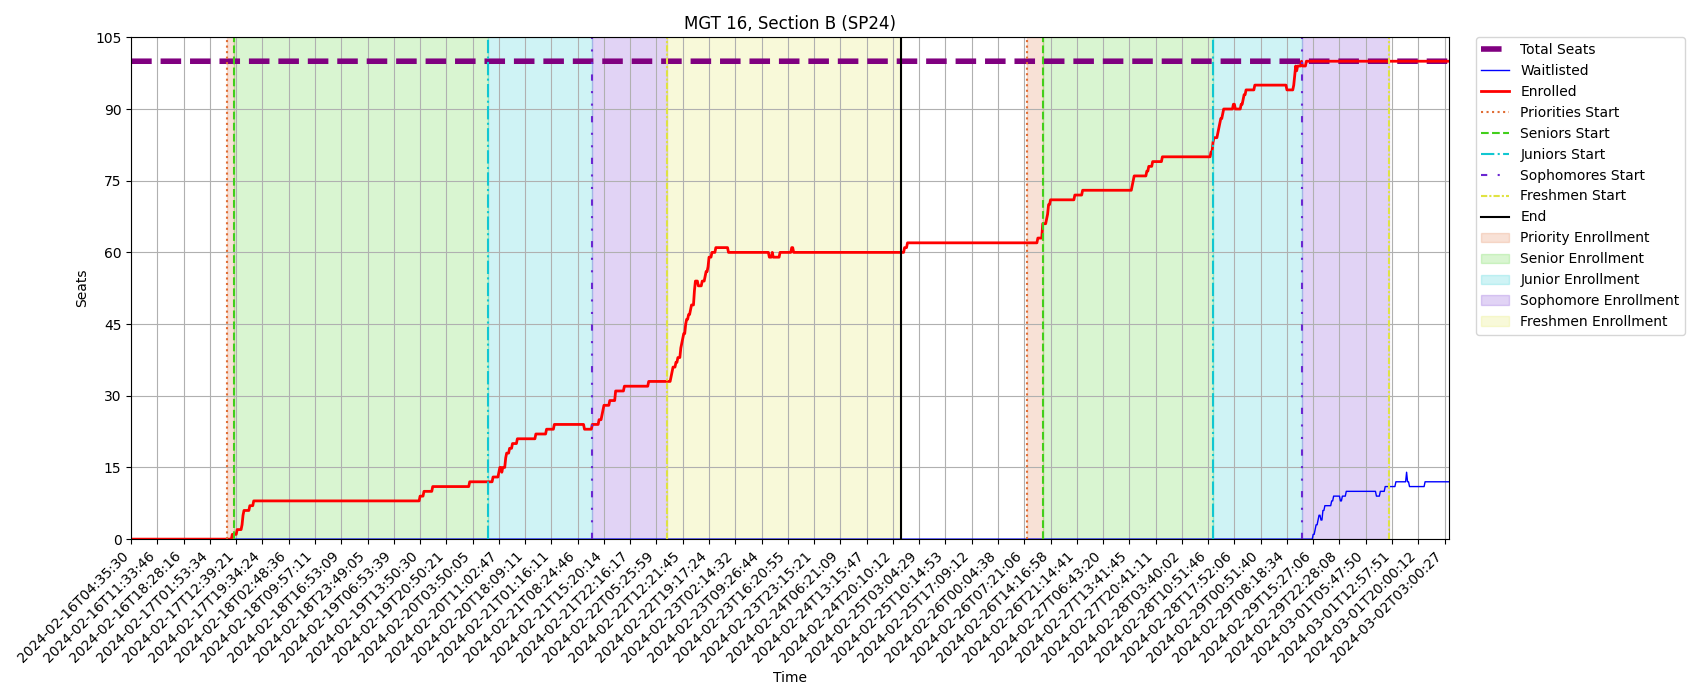 MGT 16, Section B (SP24)
105
90
75
60
45
30
15
0
Seats
2024-02-16T04:35:30
2024-02-16T11:33:46
2024-02-16T18:28:16
2024-02-17T01:53:34
2024-02-17T12:39:21
2024-02-17T19:34:24
2024-02-18T02:48:36
2024-02-18T09:57:11
2024-02-18T16:53:09
2024-02-18T23:49:05
2024-02-19T06:53:39
2024-02-19T13:50:30
2024-02-19T20:50:21
2024-02-20T03:50:05
2024-02-20T11:02:47
2024-02-20T18:09:11
2024-02-21T01:16:11
2024-02-21T08:24:46
2024-02-21T15:20:14
2024-02-21T22:16:17
2024-02-22T05:25:59
2024-02-22T12:21:45
2024-02-22T19:17:24
2024-02-23T02:14:32
2024-02-23T09:26:44
2024-02-23T16:20:55
2024-02-23T23:15:21
2024-02-24T06:21:09
2024-02-24T13:15:47
2024-02-24T20:10:12
2024-02-25T03:04:29
2024-02-25T10:14:53
2024-02-25T17:09:12
2024-02-26T00:04:38
2024-02-26T07:21:06
2024-02-26T14:16:58
2024-02-26T21:14:41
2024-02-27T06:43:20
2024-02-27T13:41:45
2024-02-27T20:41:11
2024-02-28T03:40:02
2024-02-28T10:51:46
2024-02-28T17:52:06
2024-02-29T00:51:40
2024-02-29T08:18:34
2024-02-29T15:27:06
2024-02-29T22:28:05
2024-03-01T05:47:50
2024-03-01T12:57:51
2024-03-01T20:00:12
2024-03-02T03:00:27
Time
Total Seats
Waitlisted
Enrolled
Priorities Start
Seniors Start
Juniors Start
Sophomores Start
Freshmen Start
End
Priority Enrollment
Senior Enrollment
Junior Enrollment
Sophomore Enrollment
Freshmen Enrollment